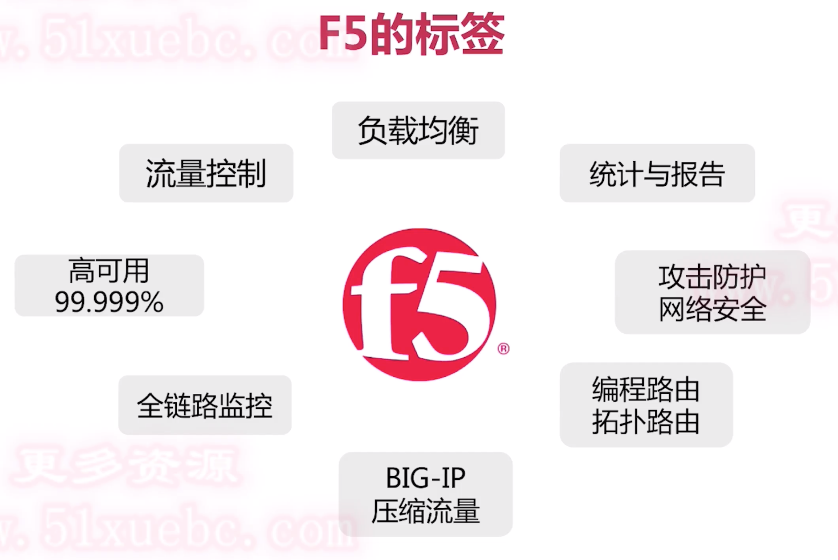 F5的标签
www.51xuebc.com
负载均衡
流量控制
统计与报告
更
高可用
99.999%
攻击防护
网络安全
f5®
编程路由
拓扑路由
全链路监控
BIG-IP
压缩流量
更多资源
www.51xuebc.com